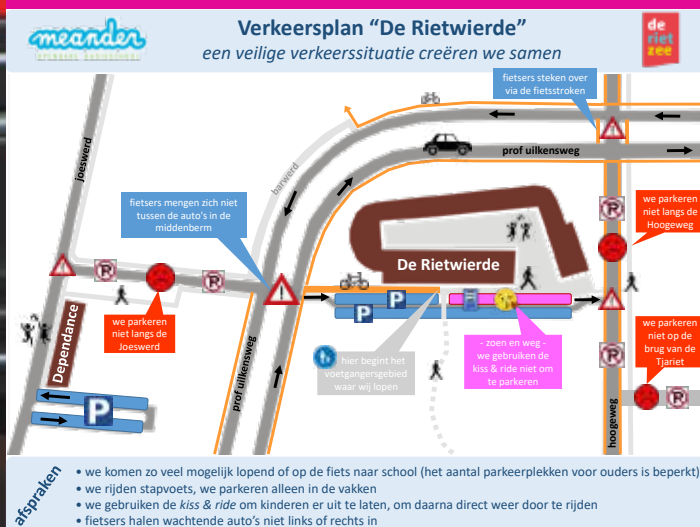 meander
OPENBARE BASISSCHOOL
Verkeersplan “De Rietwierde”
een veilige verkeerssituatie creëren we samen
de
riet
zee
fietsers steken over
via de fietsstroken
joeswerd
barwerd
prof uilkensweg
fietsers mengen zich niet
tussen de auto’s in de
middenberm
we parkeren
niet langs de
Hoogeweg
De Rietwierde
we parkeren
niet langs de
Joeswerd
Dependance
P
P
P
hier begint het
voetgangersgebied
waar wij lopen
- zoen en weg -
we gebruiken de
kiss & ride niet om
te parkeren
we parkeren
niet op de
brug van de
Tjariet
prof uilkensweg
hoogeweg
afspraken
• we komen zo veel mogelijk lopend of op de fiets naar school (het aantal parkeerplekken voor ouders is beperkt)
• we rijden stapvoets, we parkeren alleen in de vakken
• we gebruiken de kiss & ride om kinderen er uit te laten, om daarna direct weer door te rijden
• fietsers halen wachtende auto’s niet links of rechts in